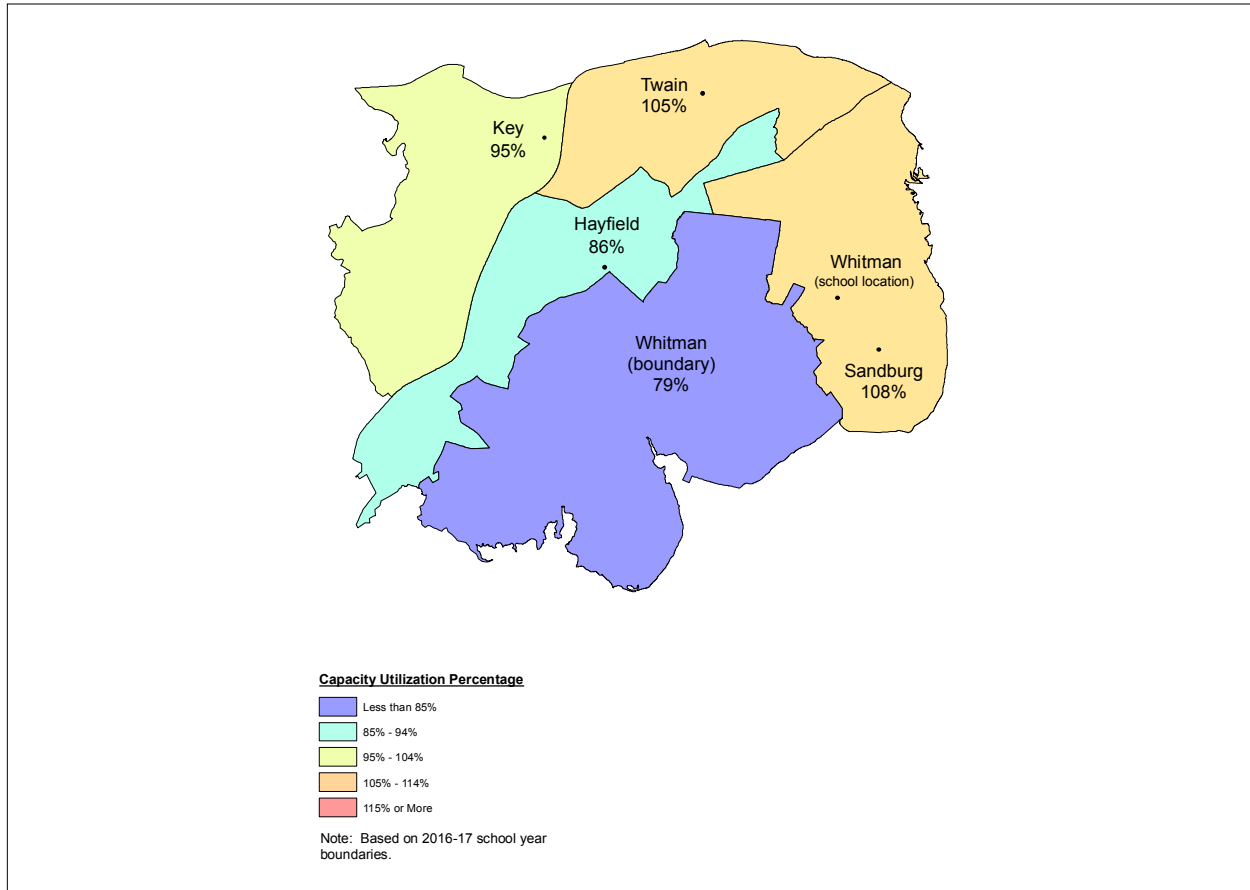 Twain
105%
Key
95%
Hayfield
86%
Whitman
(school location)
Whitman
(boundary)
79%
Sandburg
108%
Capacity Utilization Percentage
Less than 85%
85% - 94%
95% - 104%
105% - 114%
115% or More
Note: Based on 2016-17 school year
boundaries.